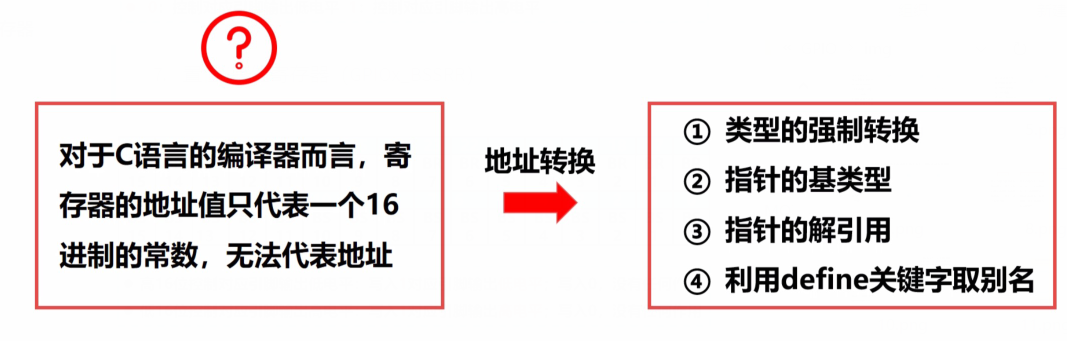 ?
对于C语言的编译器而言，寄
存器的地址值只代表一个16
进制的常数，无法代表地址
地址转换
① 类型的强制转换
② 指针的基类型
③ 指针的解引用
④ 利用define关键字取别名